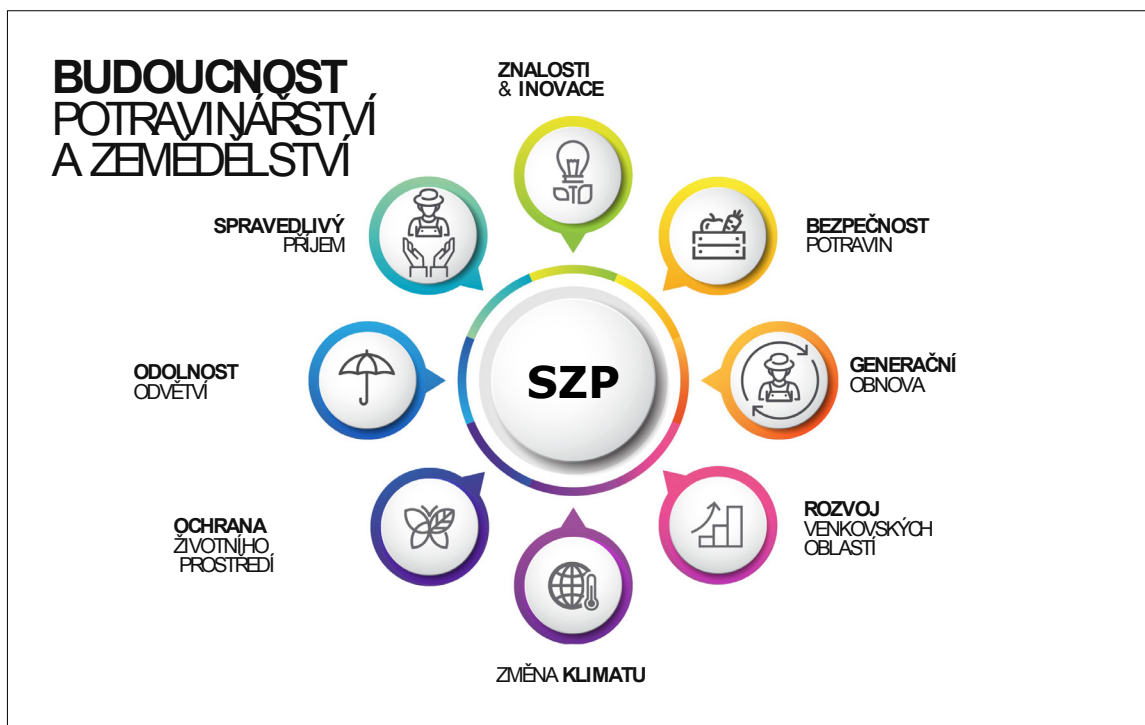 BUDOUCNOST
POTRAVINÁŘSTVÍ
A ZEMĚDĚLSTVÍ
ZNALOSTI
& INOVACE
SPRAVEDLIVÝ
PŘÍJEM
BEZPEČNOST
POTRAVIN
ODOLNOST
ODVĚTVÍ
SZP
GENERAČNÍ
OBNOVA
OCHRANA
ŽIVOTNÍHO
PROSTŘEDÍ
ROZVOJ
VENKOVSKÝCH
OBLASTÍ
ZMĚNA KLIMATU